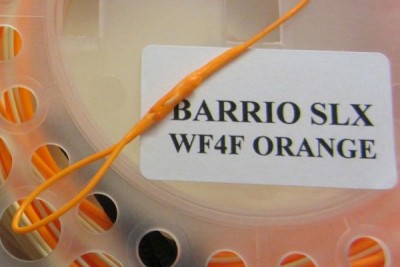 BARRIO SLX
WF4F ORANGE